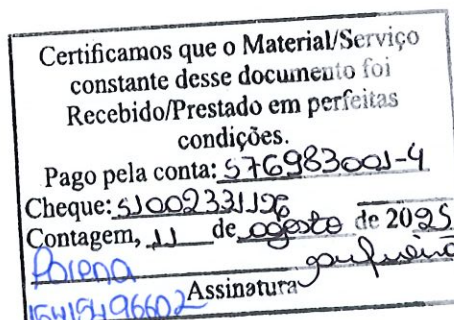 Certificamos que o Material/Serviço
constante desse documento foi
Recebido/Prestado em perfeitas
condições.
Pago pela conta: 576983001-4
Cheque: 51002331196
Contagem, 11 de agosto de 2025
Lorena
Assinatura